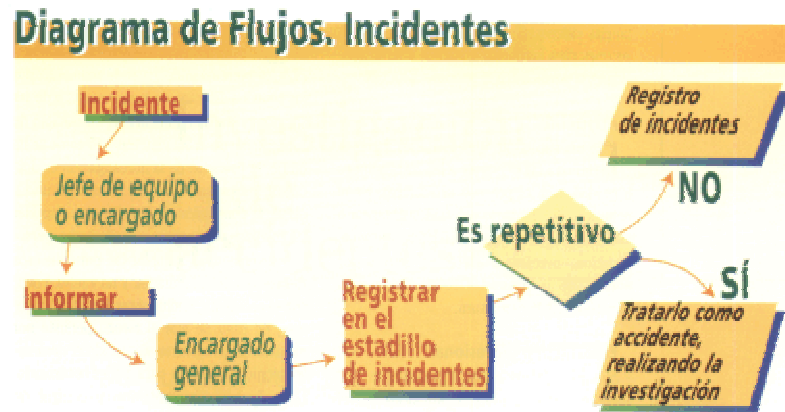 Diagrama de Flujos. Incidentes
Incidente
Jefe de equipo
o encargado
Informar
Encargado
general
Registrar
en el
estadillo
de incidentes
Es repetitivo
NO
Registro
de incidentes
SÍ
Tratarlo como
accidente,
realizando la
investigación